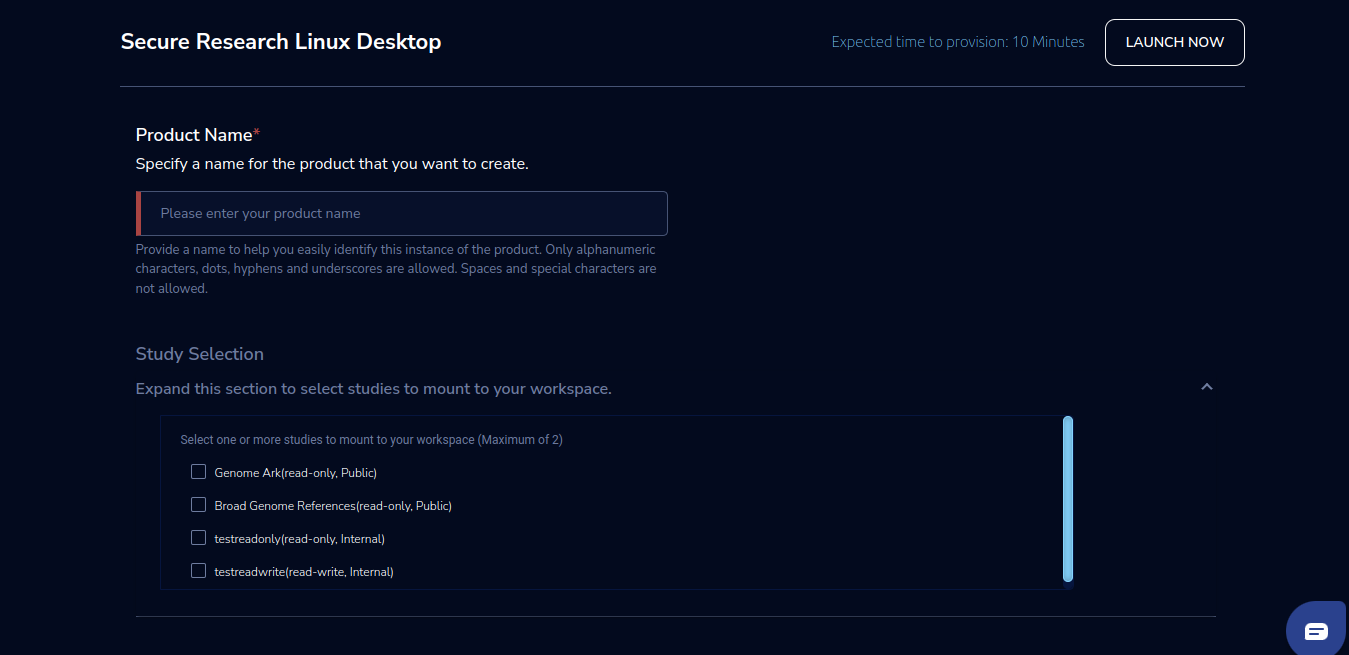 Secure Research Linux Desktop
Expected time to provision: 10 Minutes
LAUNCH NOW
Product Name*
Specify a name for the product that you want to create.
Please enter your product name
Provide a name to help you easily identify this instance of the product. Only alphanumeric
characters, dots, hyphens and underscores are allowed. Spaces and special characters are
not allowed.
Study Selection
Expand this section to select studies to mount to your workspace.
Select one or more studies to mount to your workspace (Maximum of 2)
Genome Ark(read-only, Public)
Broad Genome References(read-only, Public)
testreadonly(read-only, Internal)
testreadwrite(read-write, Internal)